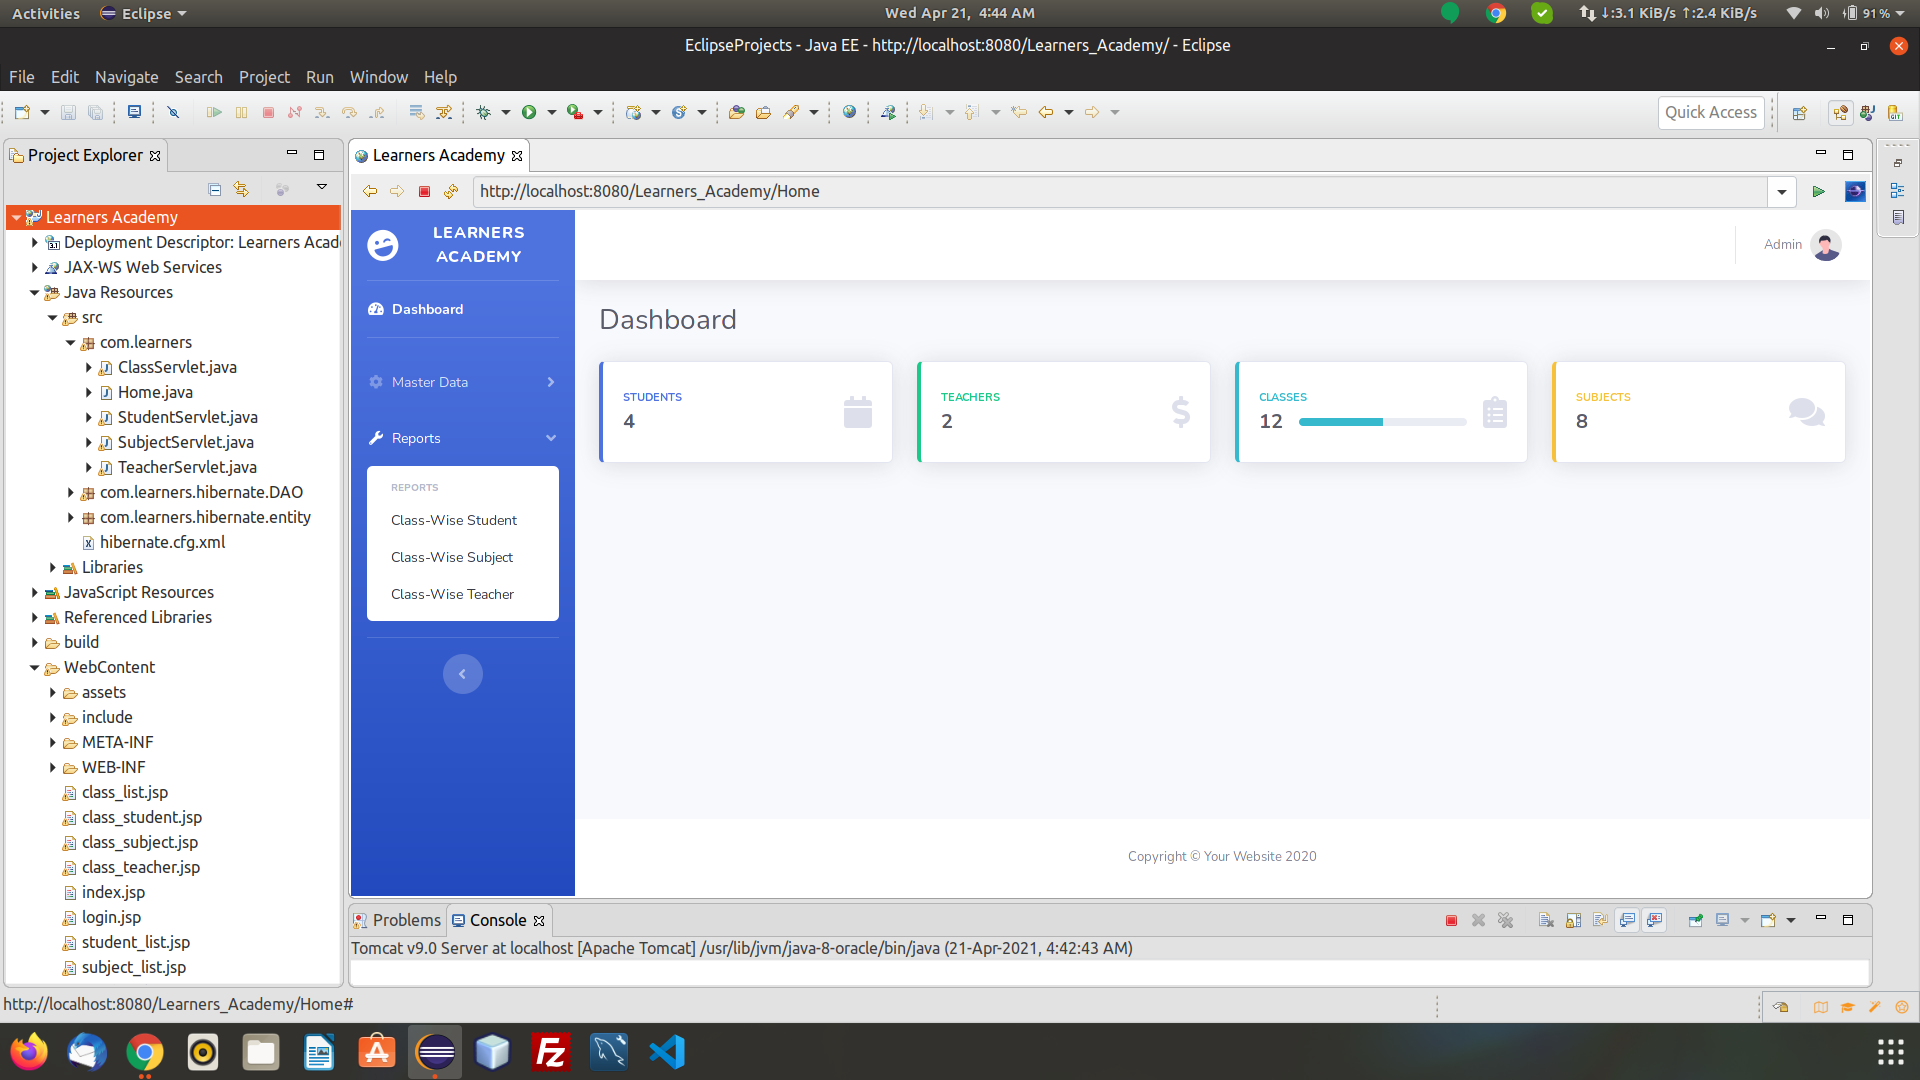 Activities
Eclipse
Wed Apr 21, 4:44 AM
↓:3.1 KiB/s ↑:2.4 KiB/s
91 %
EclipseProjects - Java EE - http://localhost:8080/Learners_Academy/ - Eclipse
File Edit Navigate Search Project Run Window Help
Quick Access
Project Explorer
Learners Academy
Deployment Descriptor: Learners Acad
JAX-WS Web Services
Java Resources
src
com.learners
ClassServlet.java
Home.java
StudentServlet.java
SubjectServlet.java
TeacherServlet.java
com.learners.hibernate.DAO
com.learners.hibernate.entity
hibernate.cfg.xml
Libraries
JavaScript Resources
Referenced Libraries
build
WebContent
assets
include
META-INF
WEB-INF
class_list.jsp
class_student.jsp
class_subject.jsp
class_teacher.jsp
index.jsp
login.jsp
student_list.jsp
subject_list.jsp
Learners Academy
http://localhost:8080/Learners_Academy/Home
LEARNERS
ACADEMY
Dashboard
Master Data
Reports
REPORTS
Class-Wise Student
Class-Wise Subject
Class-Wise Teacher
Admin
Dashboard
STUDENTS
4
TEACHERS
2
CLASSES
12
SUBJECTS
8
Copyright © Your Website 2020
Problems
Console
Tomcat v9.0 Server at localhost [Apache Tomcat] /usr/lib/jvm/java-8-oracle/bin/java (21-Apr-2021, 4:42:43 AM)
http://localhost:8080/Learners_Academy/Home#